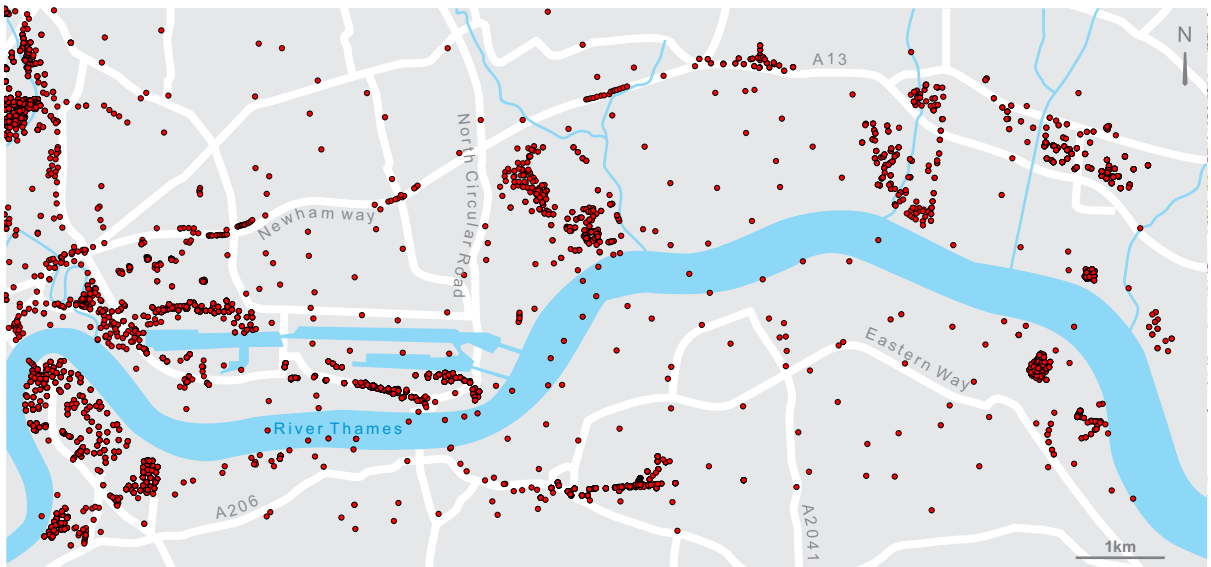 N
A13
North Circular Road
Newham way
Eastern Way
River Thames
A206
A2041
1km